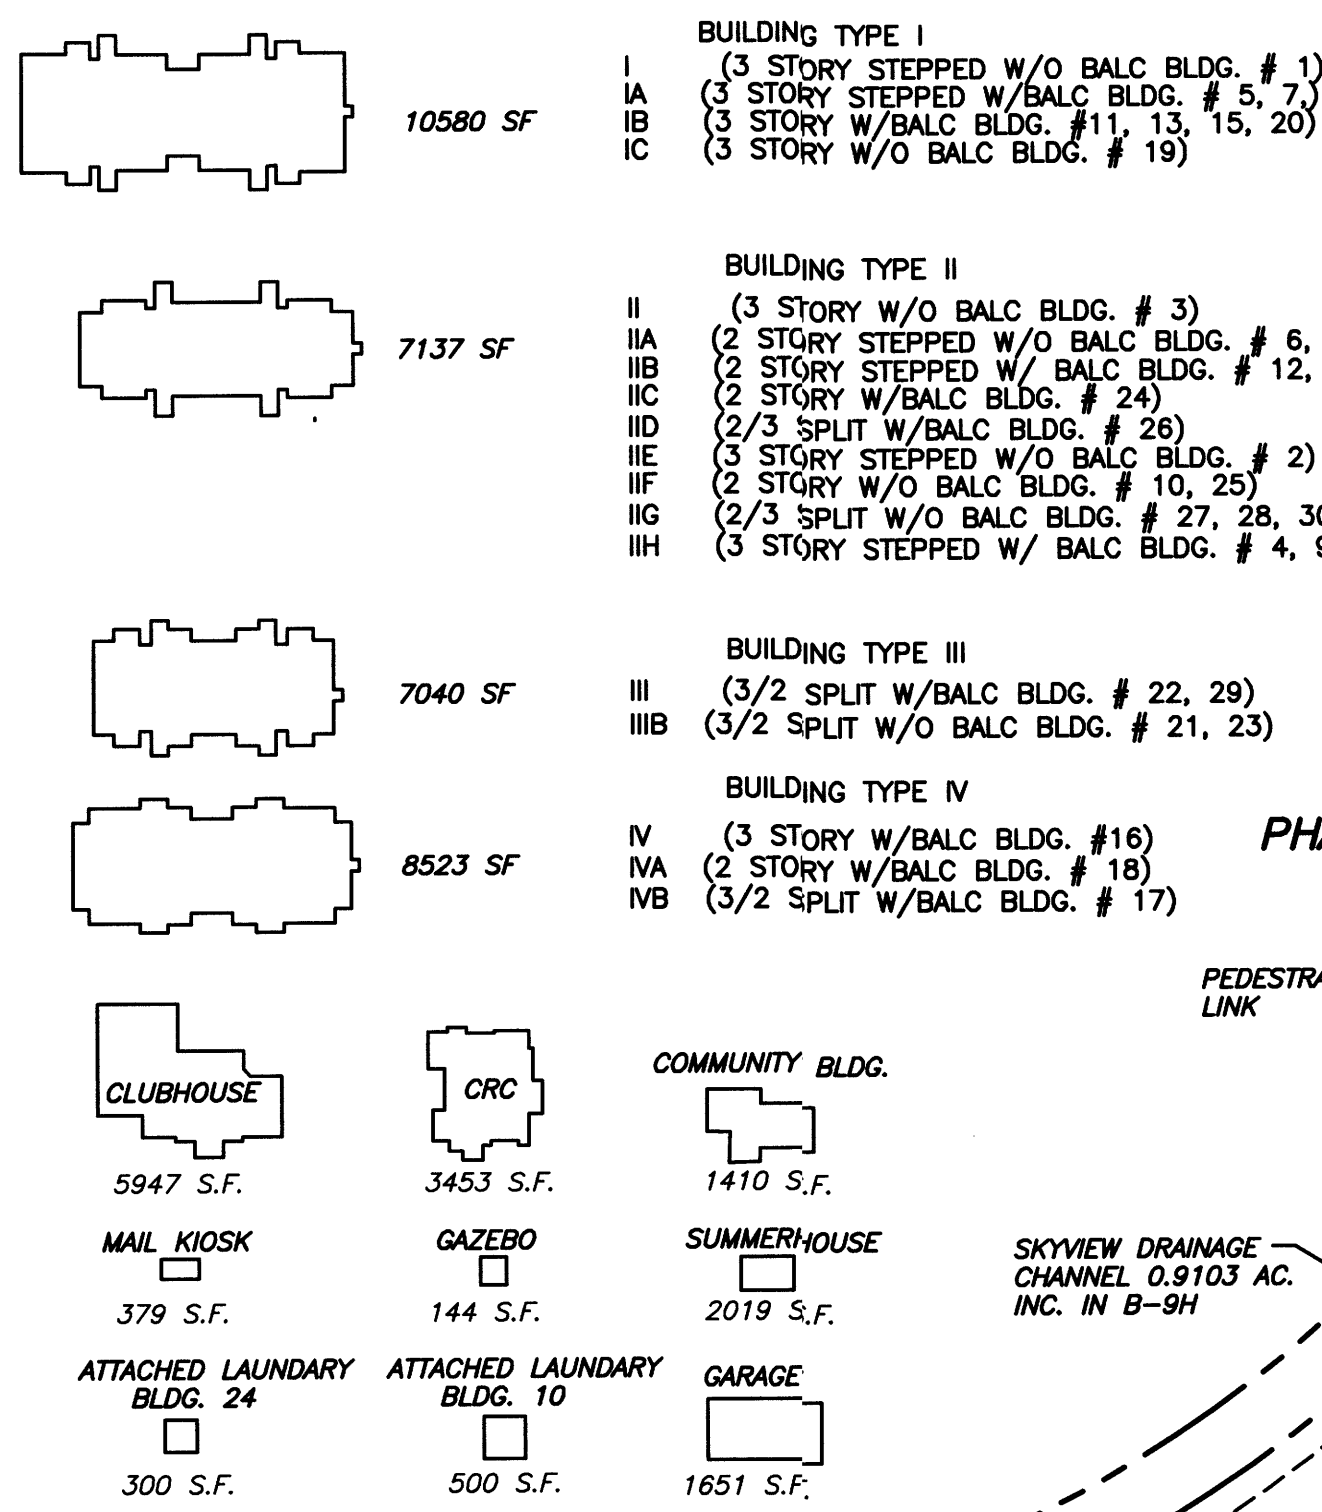 BUILDING TYPE I
I (3 STORY STEPPED W/O BALC BLDG. # 1)
IA (3 STORY STEPPED W/BALC BLDG. # 5, 7,)
10580 SF
IB (3 STORY W/BALC BLDG. #11, 13, 15, 20)
IC (3 STORY W/O BALC BLDG. # 19)
BUILDING TYPE II
II (3 STORY W/O BALC BLDG. # 3)
7137 SF
IIA (2 STORY STEPPED W/O BALC BLDG. # 6,
IIB (2 STORY STEPPED W/ BALC BLDG. # 12,
IIC (2 STORY W/BALC BLDG. # 24)
IID (2/3 SPLIT W/BALC BLDG. # 26)
IIE (3 STORY STEPPED W/O BALC BLDG. # 2)
IIF (2 STORY W/O BALC BLDG. # 10, 25)
IIG (2/3 SPLIT W/O BALC BLDG. # 27, 28, 30
IIH (3 STORY STEPPED W/ BALC BLDG. # 4, 9
BUILDING TYPE III
7040 SF
III (3/2 SPLIT W/BALC BLDG. # 22, 29)
IIIB (3/2 SPLIT W/O BALC BLDG. # 21, 23)
BUILDING TYPE IV
IV (3 STORY W/BALC BLDG. #16)
8523 SF
IVA (2 STORY W/BALC BLDG. # 18)
IVB (3/2 SPLIT W/BALC BLDG. # 17)
PHA
PEDESTRA
LINK
CLUBHOUSE
5947 S.F.
CRC
3453 S.F.
COMMUNITY BLDG.
1410 S.F.
MAIL KIOSK
379 S.F.
GAZEBO
144 S.F.
SUMMERHOUSE
2019 S.F.
SKYVIEW DRAINAGE
CHANNEL 0.9103 AC.
INC. IN B-9H
ATTACHED LAUNDARY
BLDG. 24
300 S.F.
ATTACHED LAUNDARY
BLDG. 10
500 S.F.
GARAGE
1651 S.F.